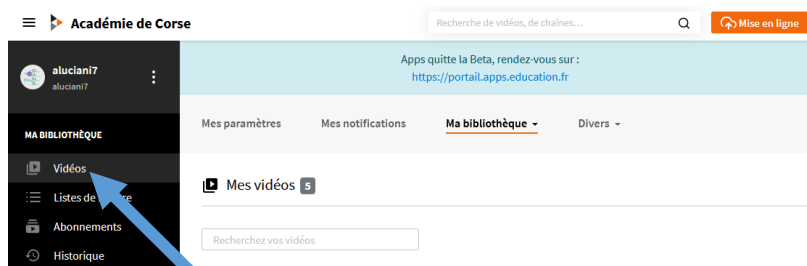 Académie de Corse
Recherche de vidéos, de chaînes...
Mise en ligne
aluciani7
aluciani7
Apps quitte la Beta, rendez-vous sur :
https://portail.apps.education.fr
Mes paramètres
Mes notifications
Ma bibliothèque
Divers
MA BIBLIOTHÈQUE
Vidéos
Listes de
Abonnements
Historique
Mes vidéos 5
Recherchez vos vidéos